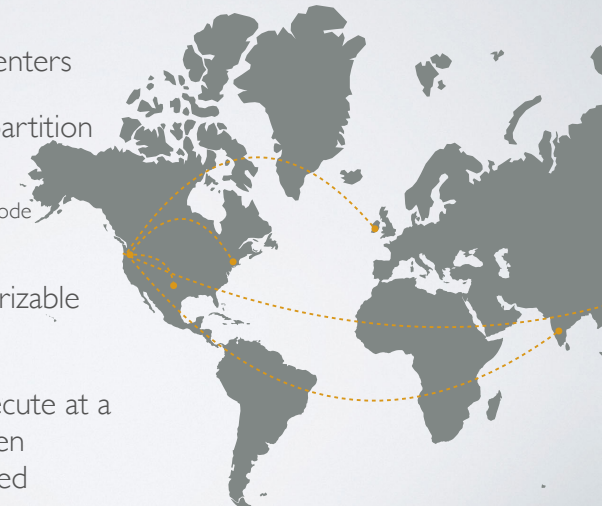 enters
artition
ode
rizable
ecute at a
en
ed